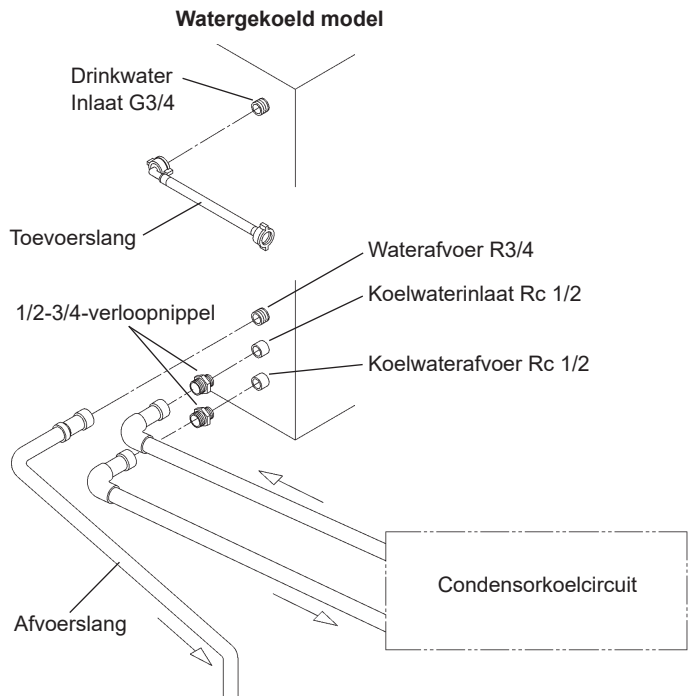 Watergekoeld model
Drinkwater
Inlaat G3/4
Toevoerslang
Waterafvoer R3/4
Koelwaterinlaat Rc 1/2
1/2-3/4-verloopnippel
Koelwaterafvoer Rc 1/2
Condensorkoelcircuit
Afvoerslang